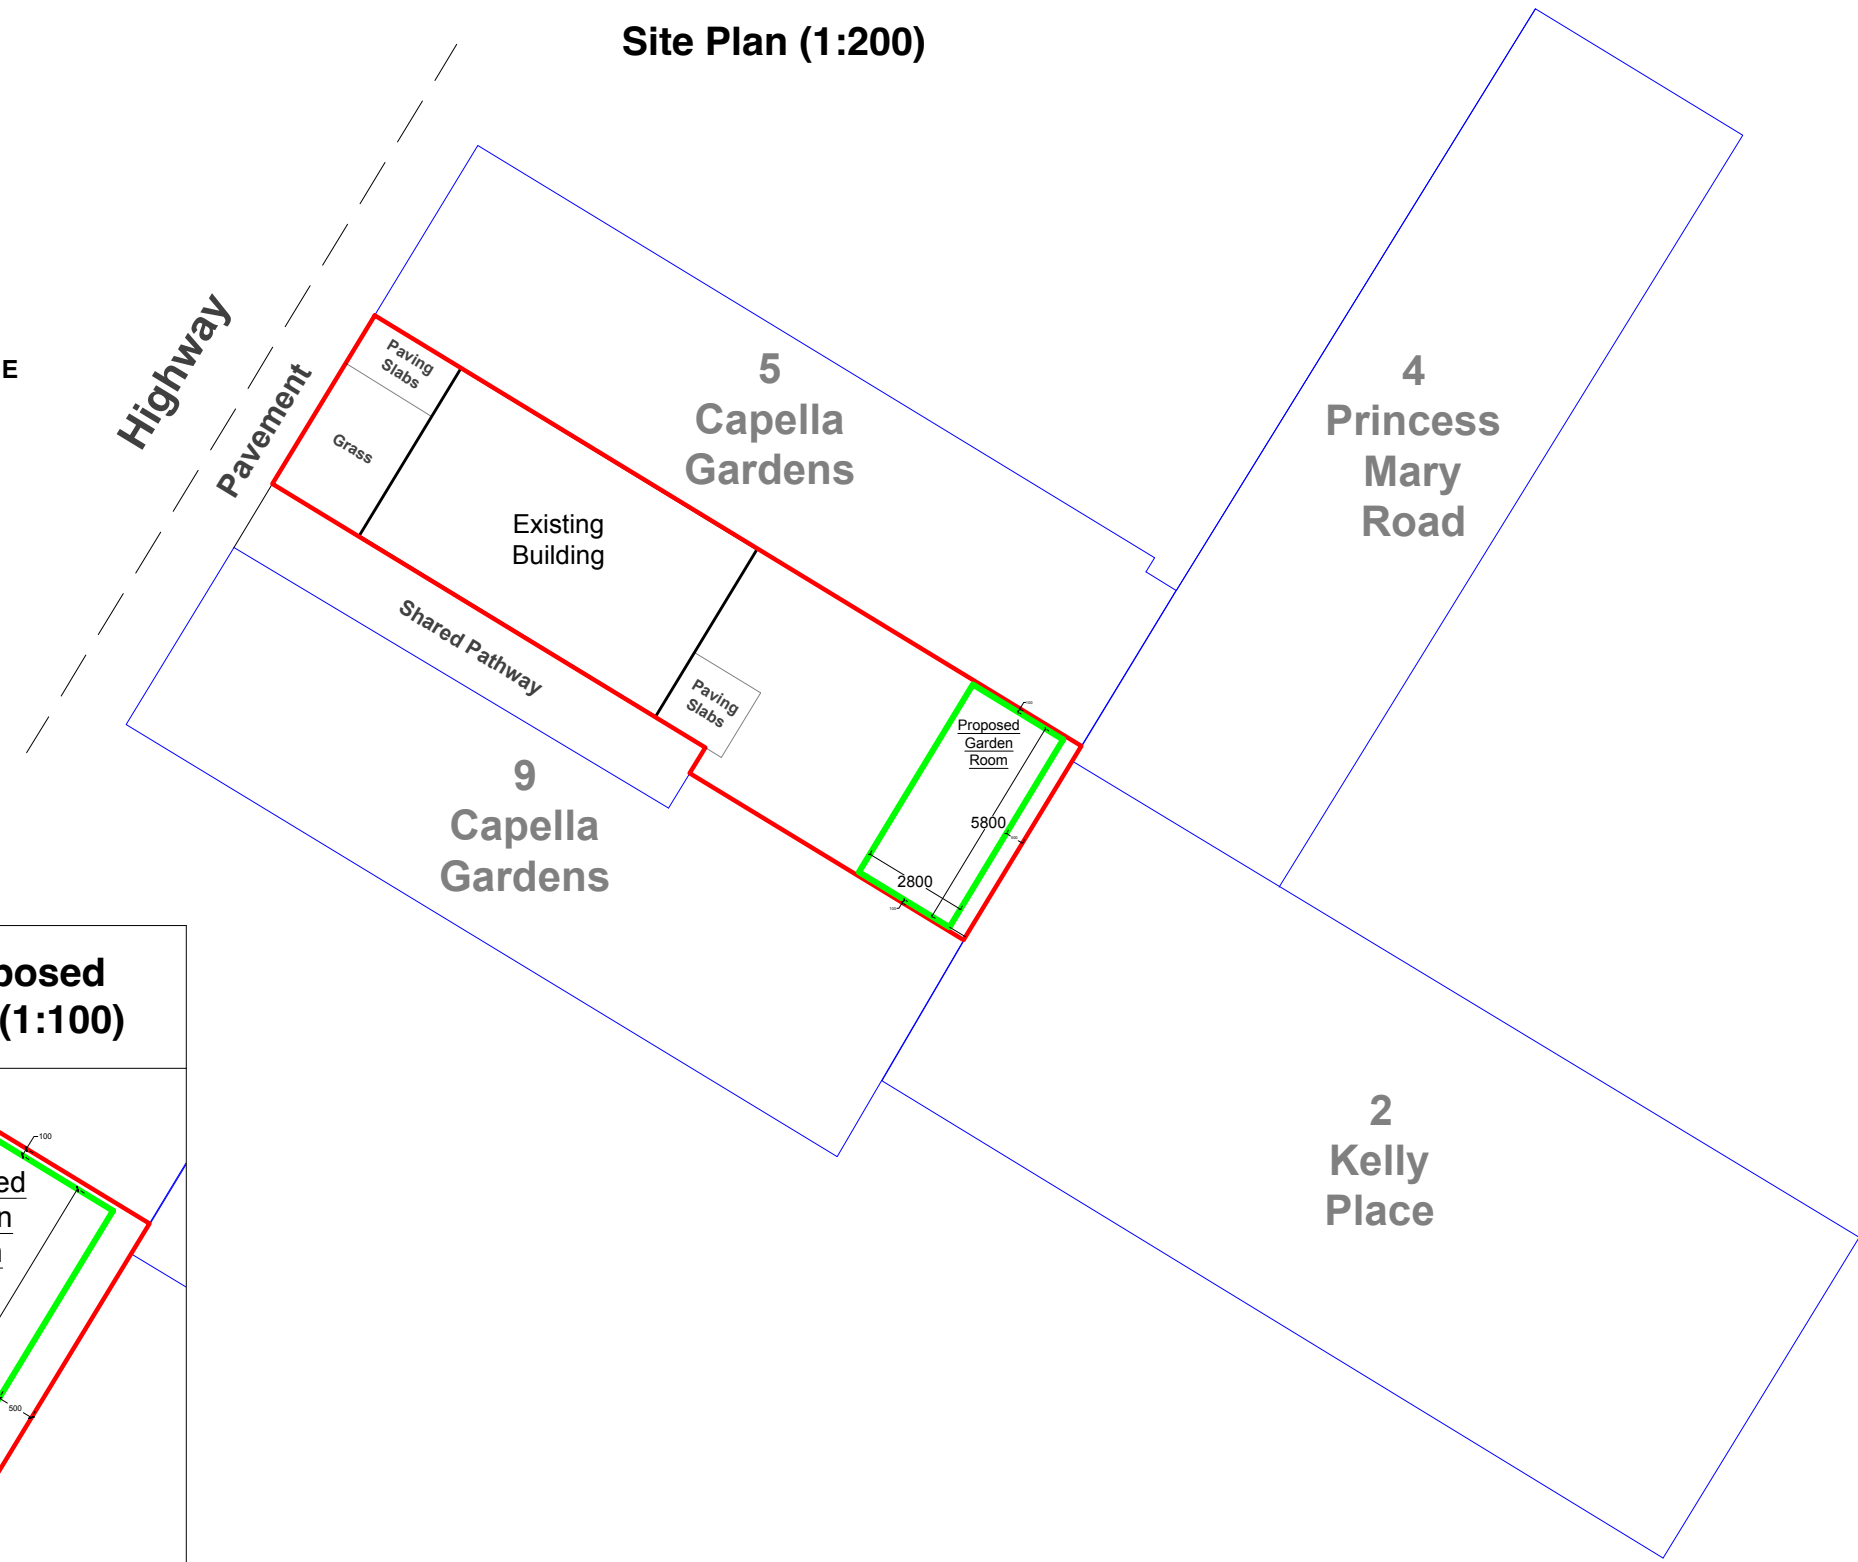 Site Plan (1:200)
Highway
Pavement
E
Paving
Slabs
Grass
Existing
Building
Shared Pathway
Paving
Slabs
5
Capella
Gardens
4
Princess
Mary
Road
Proposed
Garden
Room
5800
2800
9
Capella
Gardens
2
Kelly
Place
posed
(1:100)
100
ed
n
500